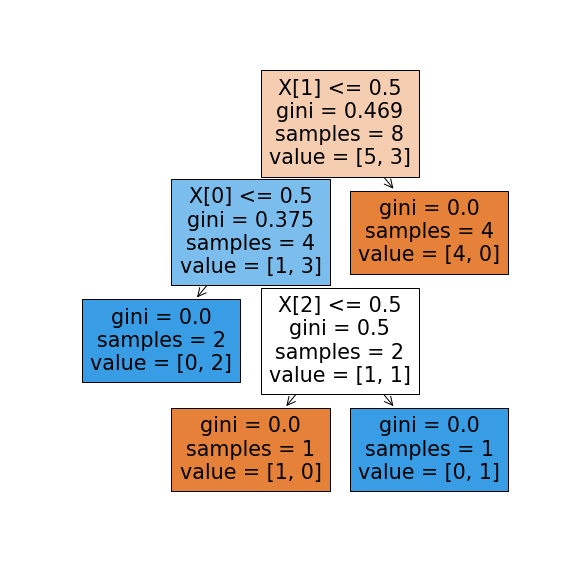 X[1] <= 0.5
gini = 0.469
samples = 8
value = [5, 3]
X[0] <= 0.5
gini = 0.375
samples = 4
value = [1, 3]
gini = 0.0
samples = 4
value = [4, 0]
gini = 0.0
samples = 2
value = [0, 2]
X[2] <= 0.5
gini = 0.5
samples = 2
value = [1, 1]
gini = 0.0
samples = 1
value = [1, 0]
gini = 0.0
samples = 1
value = [0, 1]